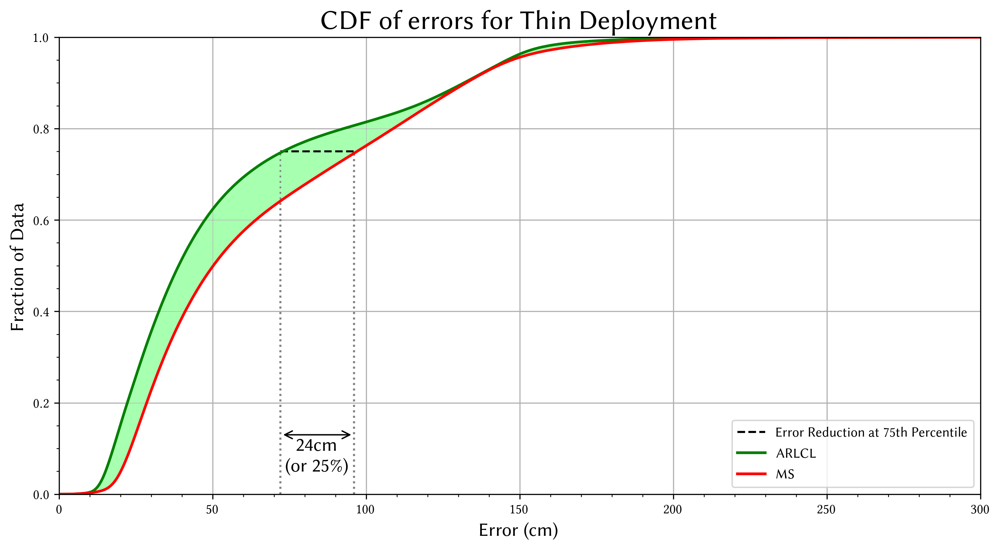 CDF of errors for Thin Deployment
1.0
0.8
0.6
0.4
0.2
0.0
Fraction of Data
24cm
(or 25%)
Error Reduction at 75th Percentile
ARLCL
MS
0 50 100 150 200 250 300
Error (cm)